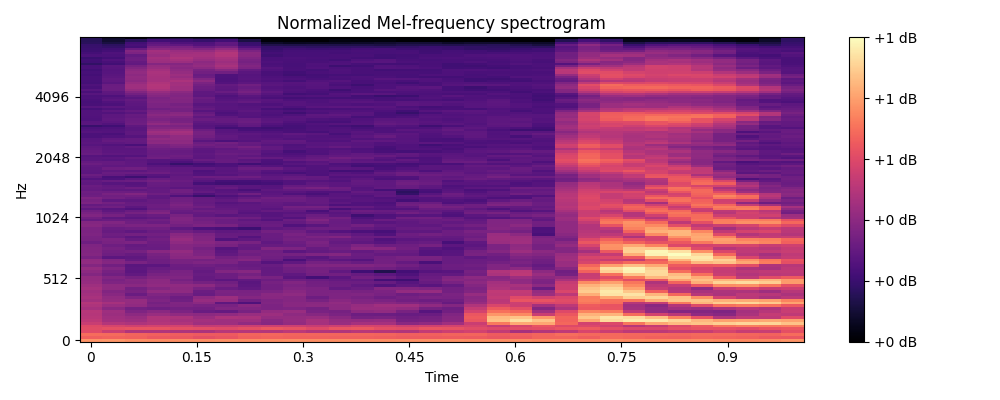 Normalized Mel-frequency spectrogram
Hz
4096
2048
1024
512
0
0 0.15 0.3 0.45 0.6 0.75 0.9
Time
+1 dB
+1 dB
+1 dB
+0 dB
+0 dB
+0 dB